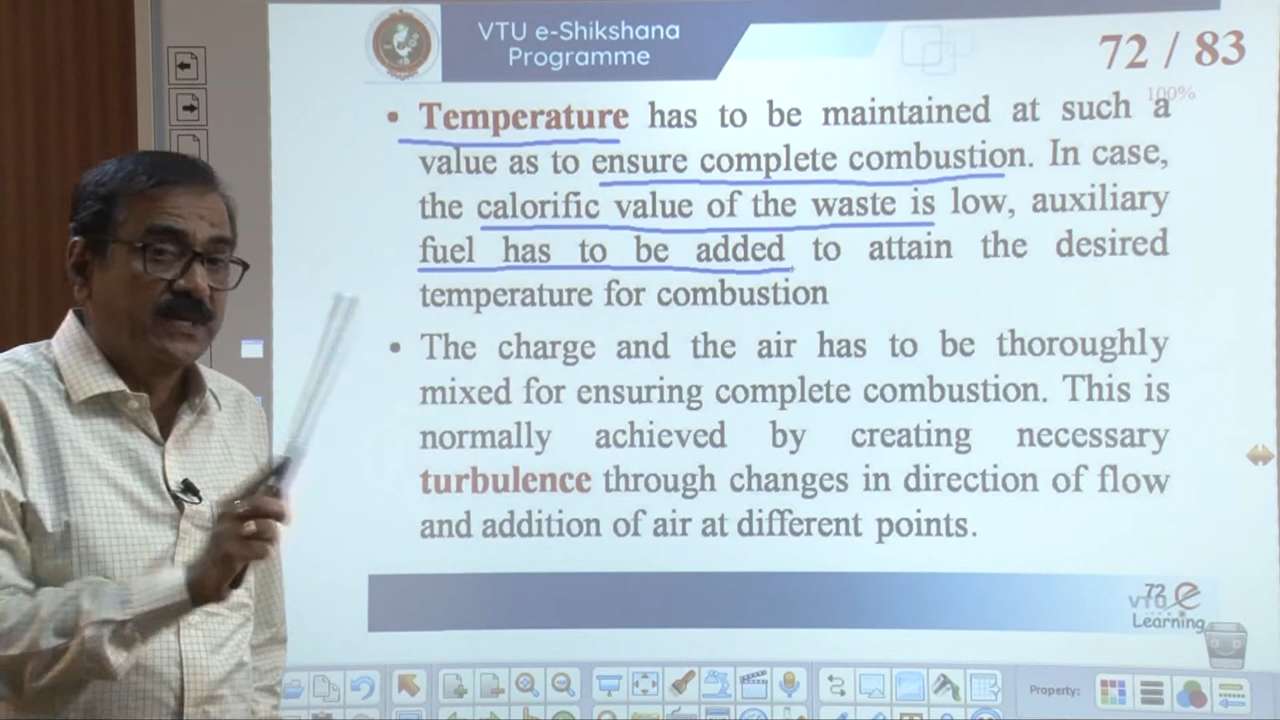 VTU e-Shikshana
Programme
72 / 83
100%
• Temperature has to be maintained at such a
value as to ensure complete combustion. In case,
the calorific value of the waste is low, auxiliary
fuel has to be added to attain the desired
temperature for combustion
• The charge and the air has to be thoroughly
mixed for ensuring complete combustion. This is
normally achieved by creating necessary
turbulence through changes in direction of flow
and addition of air at different points.
72
VTU e
Learning
Property: